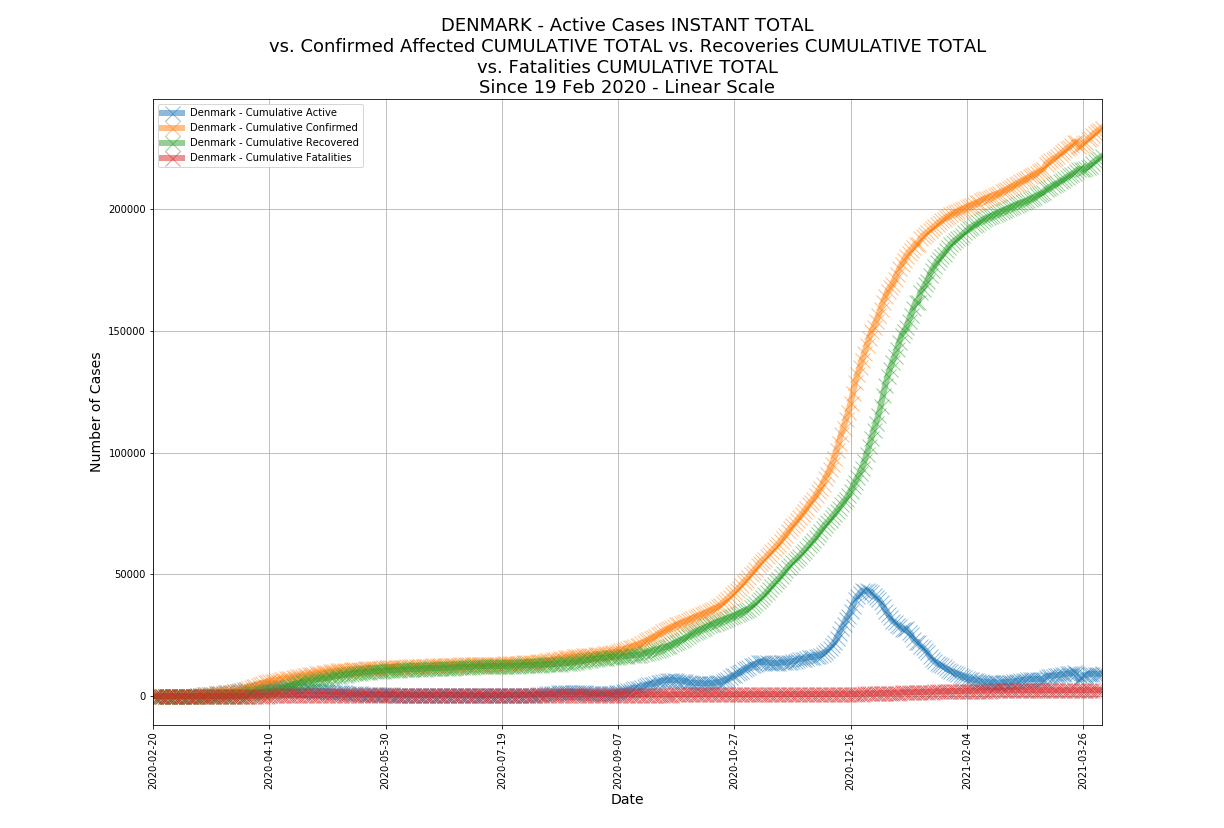 DENMARK - Active Cases INSTANT TOTAL
vs. Confirmed Affected CUMULATIVE TOTAL vs. Recoveries CUMULATIVE TOTAL
vs. Fatalities CUMULATIVE TOTAL
Since 19 Feb 2020 - Linear Scale
Denmark - Cumulative Active
Denmark - Cumulative Confirmed
Denmark - Cumulative Recovered
Denmark - Cumulative Fatalities
Number of Cases
200000
150000
100000
50000
0
2020-02-20
2020-04-10
2020-05-30
2020-07-19
2020-09-07
2020-10-27
2020-12-16
2021-02-04
2021-03-26
Date